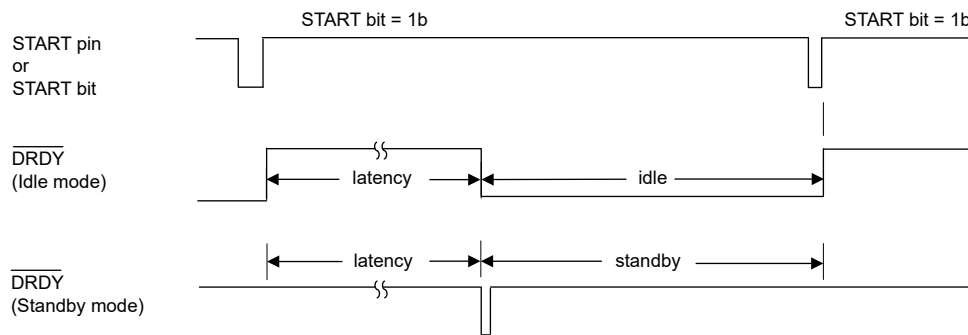 START bit = 1b
START bit = 1b
START pin
or
START bit
DRDY
(Idle mode)
latency
idle
latency
standby
DRDY
(Standby mode)